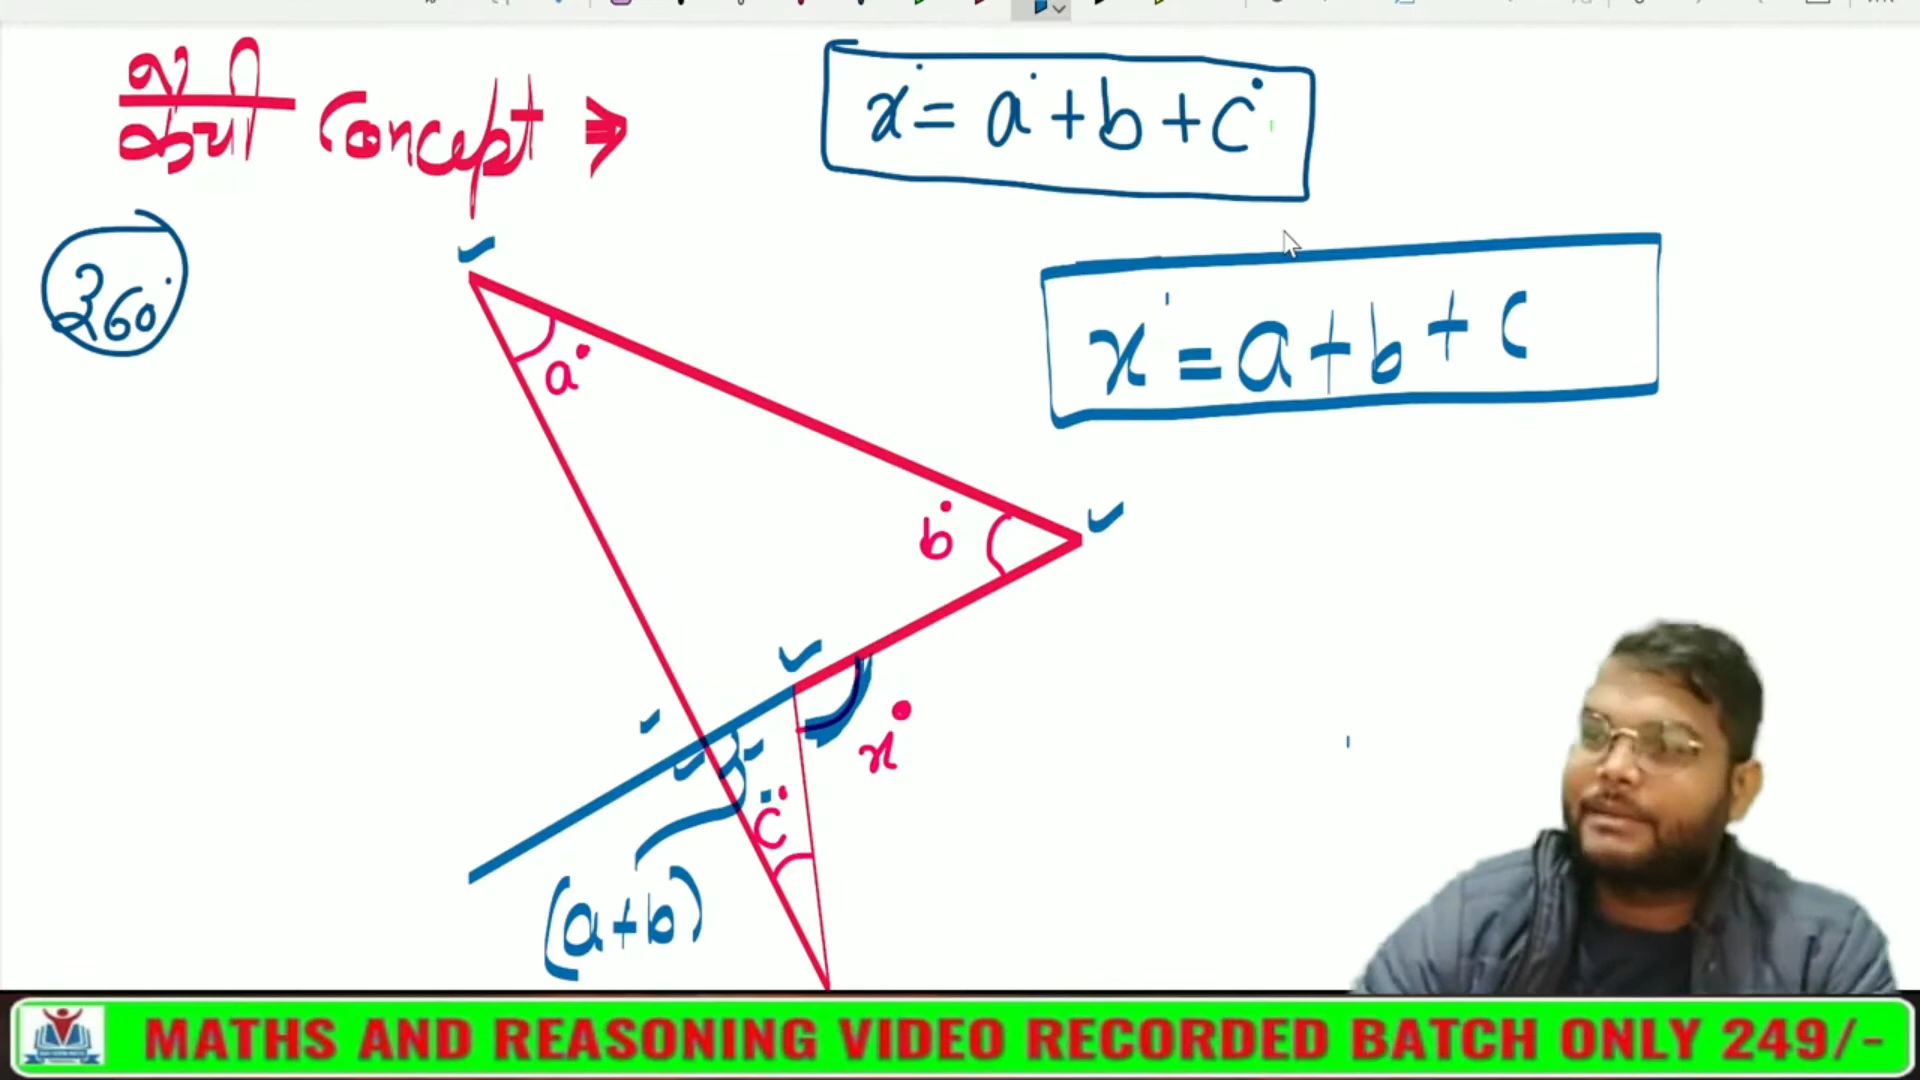 Concept ⇒
x° = a° + b + c°
360°
x° = a + b + c
a°
b°
x°
c°
(a+b)
MATHS AND REASONING VIDEO RECORDED BATCH ONLY 249/-